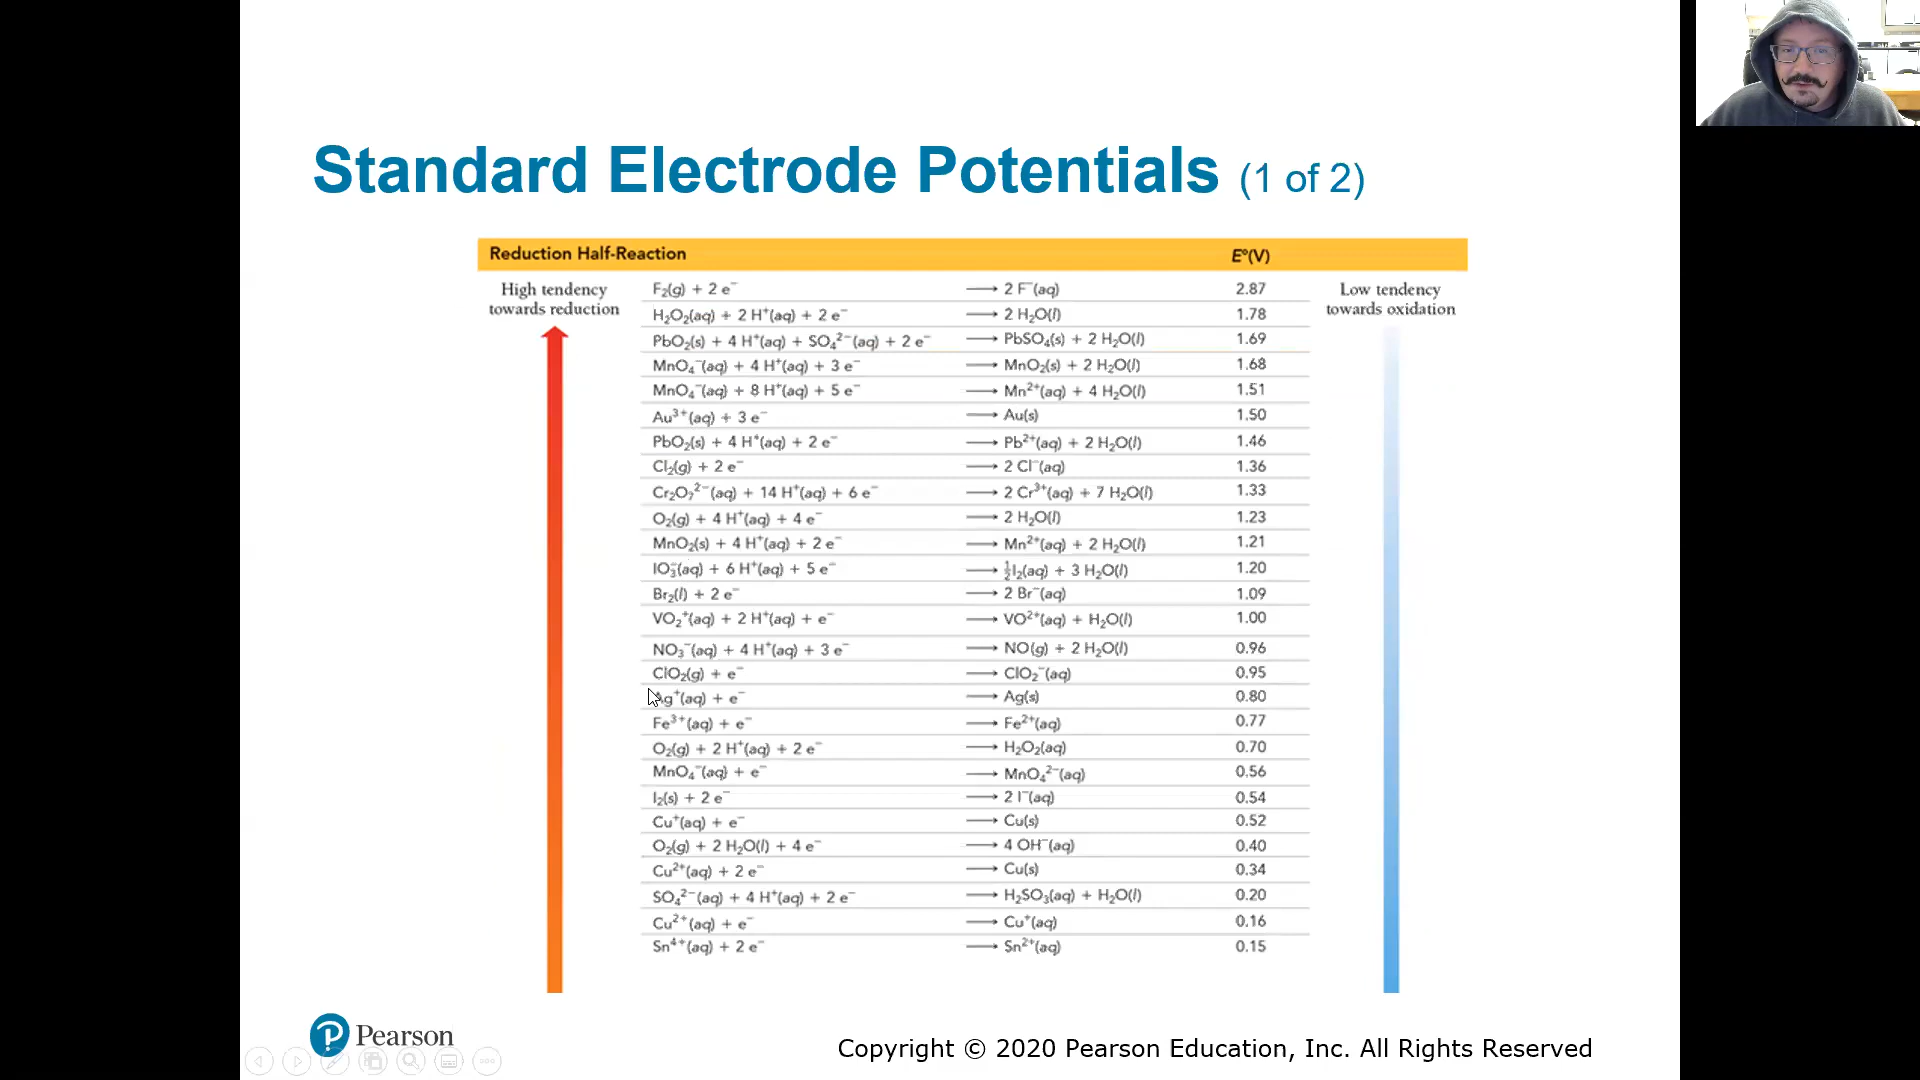 Standard Electrode Potentials (1 of 2)
Reduction Half-Reaction E°(V)
High tendency towards reduction
Low tendency towards oxidation
F₂(g) + 2 e⁻ ⟶ 2 F⁻(aq) 2.87
H₂O₂(aq) + 2 H⁺(aq) + 2 e⁻ ⟶ 2 H₂O(l) 1.78
PbO₂(s) + 4 H⁺(aq) + SO₄²⁻(aq) + 2 e⁻ ⟶ PbSO₄(s) + 2 H₂O(l) 1.69
MnO₄⁻(aq) + 4 H⁺(aq) + 3 e⁻ ⟶ MnO₂(s) + 2 H₂O(l) 1.68
MnO₄⁻(aq) + 8 H⁺(aq) + 5 e⁻ ⟶ Mn²⁺(aq) + 4 H₂O(l) 1.51
Au³⁺(aq) + 3 e⁻ ⟶ Au(s) 1.50
PbO₂(s) + 4 H⁺(aq) + 2 e⁻ ⟶ Pb²⁺(aq) + 2 H₂O(l) 1.46
Cl₂(g) + 2 e⁻ ⟶ 2 Cl⁻(aq) 1.36
Cr₂O₇²⁻(aq) + 14 H⁺(aq) + 6 e⁻ ⟶ 2 Cr³⁺(aq) + 7 H₂O(l) 1.33
O₂(g) + 4 H⁺(aq) + 4 e⁻ ⟶ 2 H₂O(l) 1.23
MnO₂(s) + 4 H⁺(aq) + 2 e⁻ ⟶ Mn²⁺(aq) + 2 H₂O(l) 1.21
IO₃⁻(aq) + 6 H⁺(aq) + 5 e⁻ ⟶ ½I₂(aq) + 3 H₂O(l) 1.20
Br₂(l) + 2 e⁻ ⟶ 2 Br⁻(aq) 1.09
VO₂⁺(aq) + 2 H⁺(aq) + e⁻ ⟶ VO²⁺(aq) + H₂O(l) 1.00
NO₃⁻(aq) + 4 H⁺(aq) + 3 e⁻ ⟶ NO(g) + 2 H₂O(l) 0.96
ClO₂(g) + e⁻ ⟶ ClO₂⁻(aq) 0.95
Ag⁺(aq) + e⁻ ⟶ Ag(s) 0.80
Fe³⁺(aq) + e⁻ ⟶ Fe²⁺(aq) 0.77
O₂(g) + 2 H⁺(aq) + 2 e⁻ ⟶ H₂O₂(aq) 0.70
MnO₄⁻(aq) + e⁻ ⟶ MnO₄²⁻(aq) 0.56
I₂(s) + 2 e⁻ ⟶ 2 I⁻(aq) 0.54
Cu⁺(aq) + e⁻ ⟶ Cu(s) 0.52
O₂(g) + 2 H₂O(l) + 4 e⁻ ⟶ 4 OH⁻(aq) 0.40
Cu²⁺(aq) + 2 e⁻ ⟶ Cu(s) 0.34
SO₄²⁻(aq) + 4 H⁺(aq) + 2 e⁻ ⟶ H₂SO₃(aq) + H₂O(l) 0.20
Cu²⁺(aq) + e⁻ ⟶ Cu⁺(aq) 0.16
Sn⁴⁺(aq) + 2 e⁻ ⟶ Sn²⁺(aq) 0.15
Pearson
Copyright © 2020 Pearson Education, Inc. All Rights Reserved